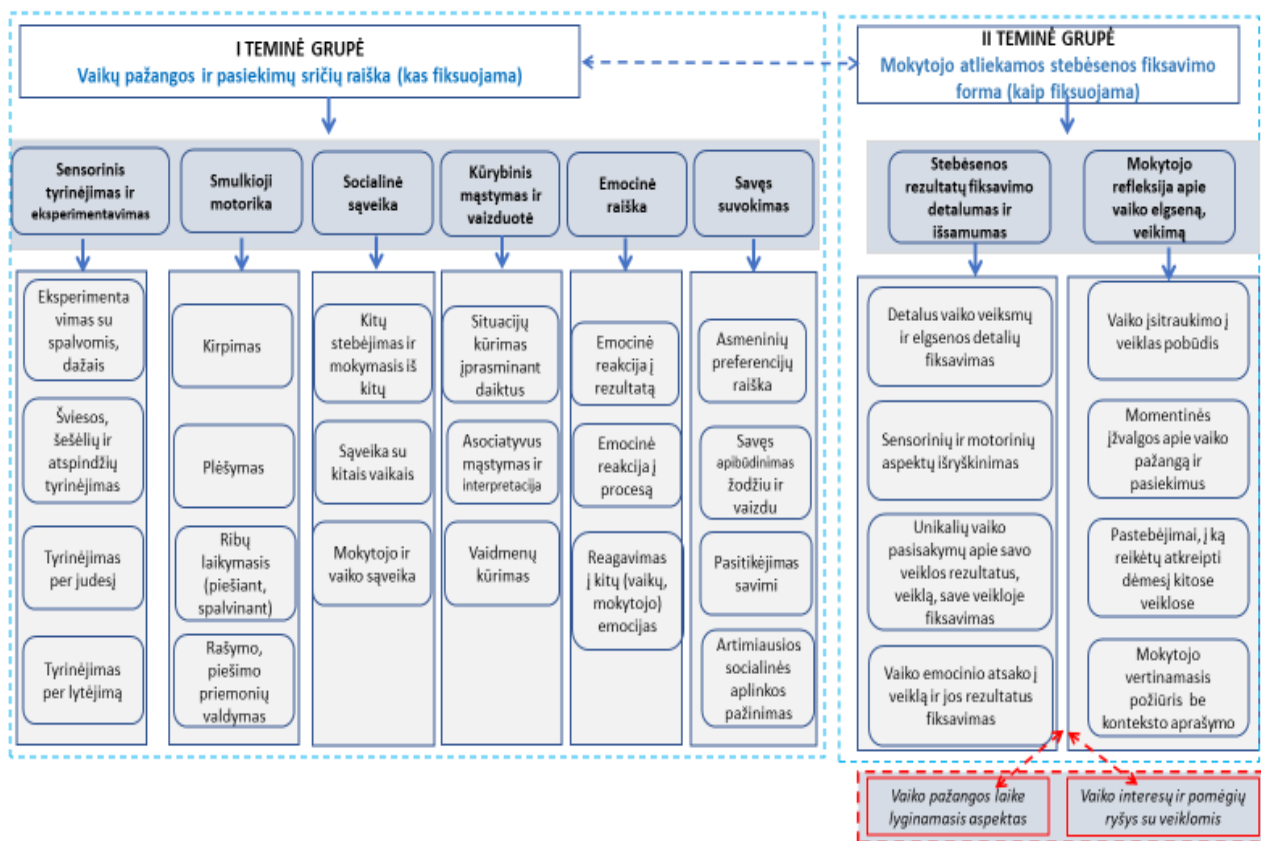 I TEMINĖ GRUPĖ
Vaikų pažangos ir pasiekimų sričių raiška (kas fiksuojama)
II TEMINĖ GRUPĖ
Mokytojo atliekamos stebėsenos fiksavimo
forma (kaip fiksuojama)
Sensorinis
tyrinėjimas ir
eksperimentavimas
Smulkioji
motorika
Socialinė
sąveika
Kūrybinis
mąstymas ir
vaizduotė
Emocinė
raiška
Savęs
suvokimas
Stebėsenos
rezultatų fiksavimo
detalumas ir
išsamumas
Mokytojo
refleksija apie
vaiko elgseną,
veikimą
Eksperimenta
vimas su
spalvomis,
dažais
Šviesos,
šešėlių ir
atspindžių
tyrinėjimas
Tyrinėjimas
per judesį
Tyrinėjimas
per lytėjimą
Kirpimas
Plėšymas
Ribų
laikymasis
(piešiant,
spalvinant)
Rašymo,
piešimo
priemonių
valdymas
Kitų
stebėjimas ir
mokymasis iš
kitų
Sąveika su
kitais vaikais
Mokytojo ir
vaiko sąveika
Situacijų
kūrimas
įprasminant
daiktus
Asociatyvus
mąstymas ir
interpretacija
Vaidmenų
kūrimas
Emocinė
reakcija į
rezultatą
Emocinė
reakcija į
procesą
Reagavimas
į kitų (vaikų,
mokytojo)
emocijas
Asmeninių
preferencijų
raiška
Savęs
apibūdinimas
žodžiu ir
vaizdu
Pasitikėjimas
savimi
Artimiausios
socialinės
aplinkos
pažinimas
Detalus vaiko veiksmų
ir elgsenos detalių
fiksavimas
Sensorinių ir motorinių
aspektų išryškinimas
Unikalių vaiko
pasisakymų apie savo
veiklos rezultatus,
veiklą, save veikloje
fiksavimas
Vaiko emocinio atsako į
veiklą ir jos rezultatus
fiksavimas
Vaiko įsitraukimo į
veiklas pobūdis
Momentinės
įžvalgos apie vaiko
pažangą ir
pasiekimus
Pastebėjimai, į ką
reikėtų atkreipti
dėmesį kitose
veiklose
Mokytojo
vertinamasis
požiūris be
konteksto aprašymo
Vaiko pažangos laike
lyginamasis aspektas
Vaiko interesų ir pomėgių
ryšys su veiklomis